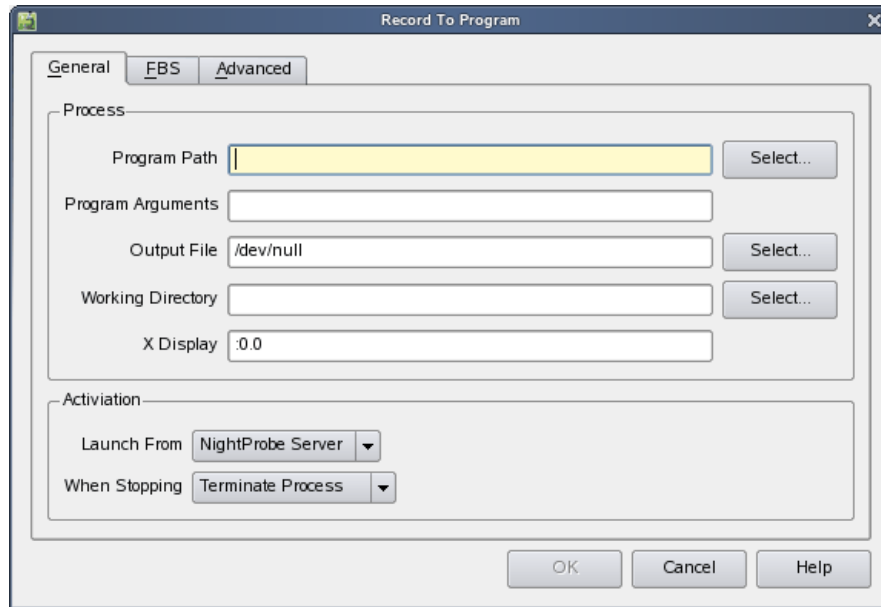 Record To Program
General FBS Advanced
Process
Program Path Select...
Program Arguments
Output File /dev/null Select...
Working Directory Select...
X Display :0.0
Activiation
Launch From NightProbe Server
When Stopping Terminate Process
OK Cancel Help